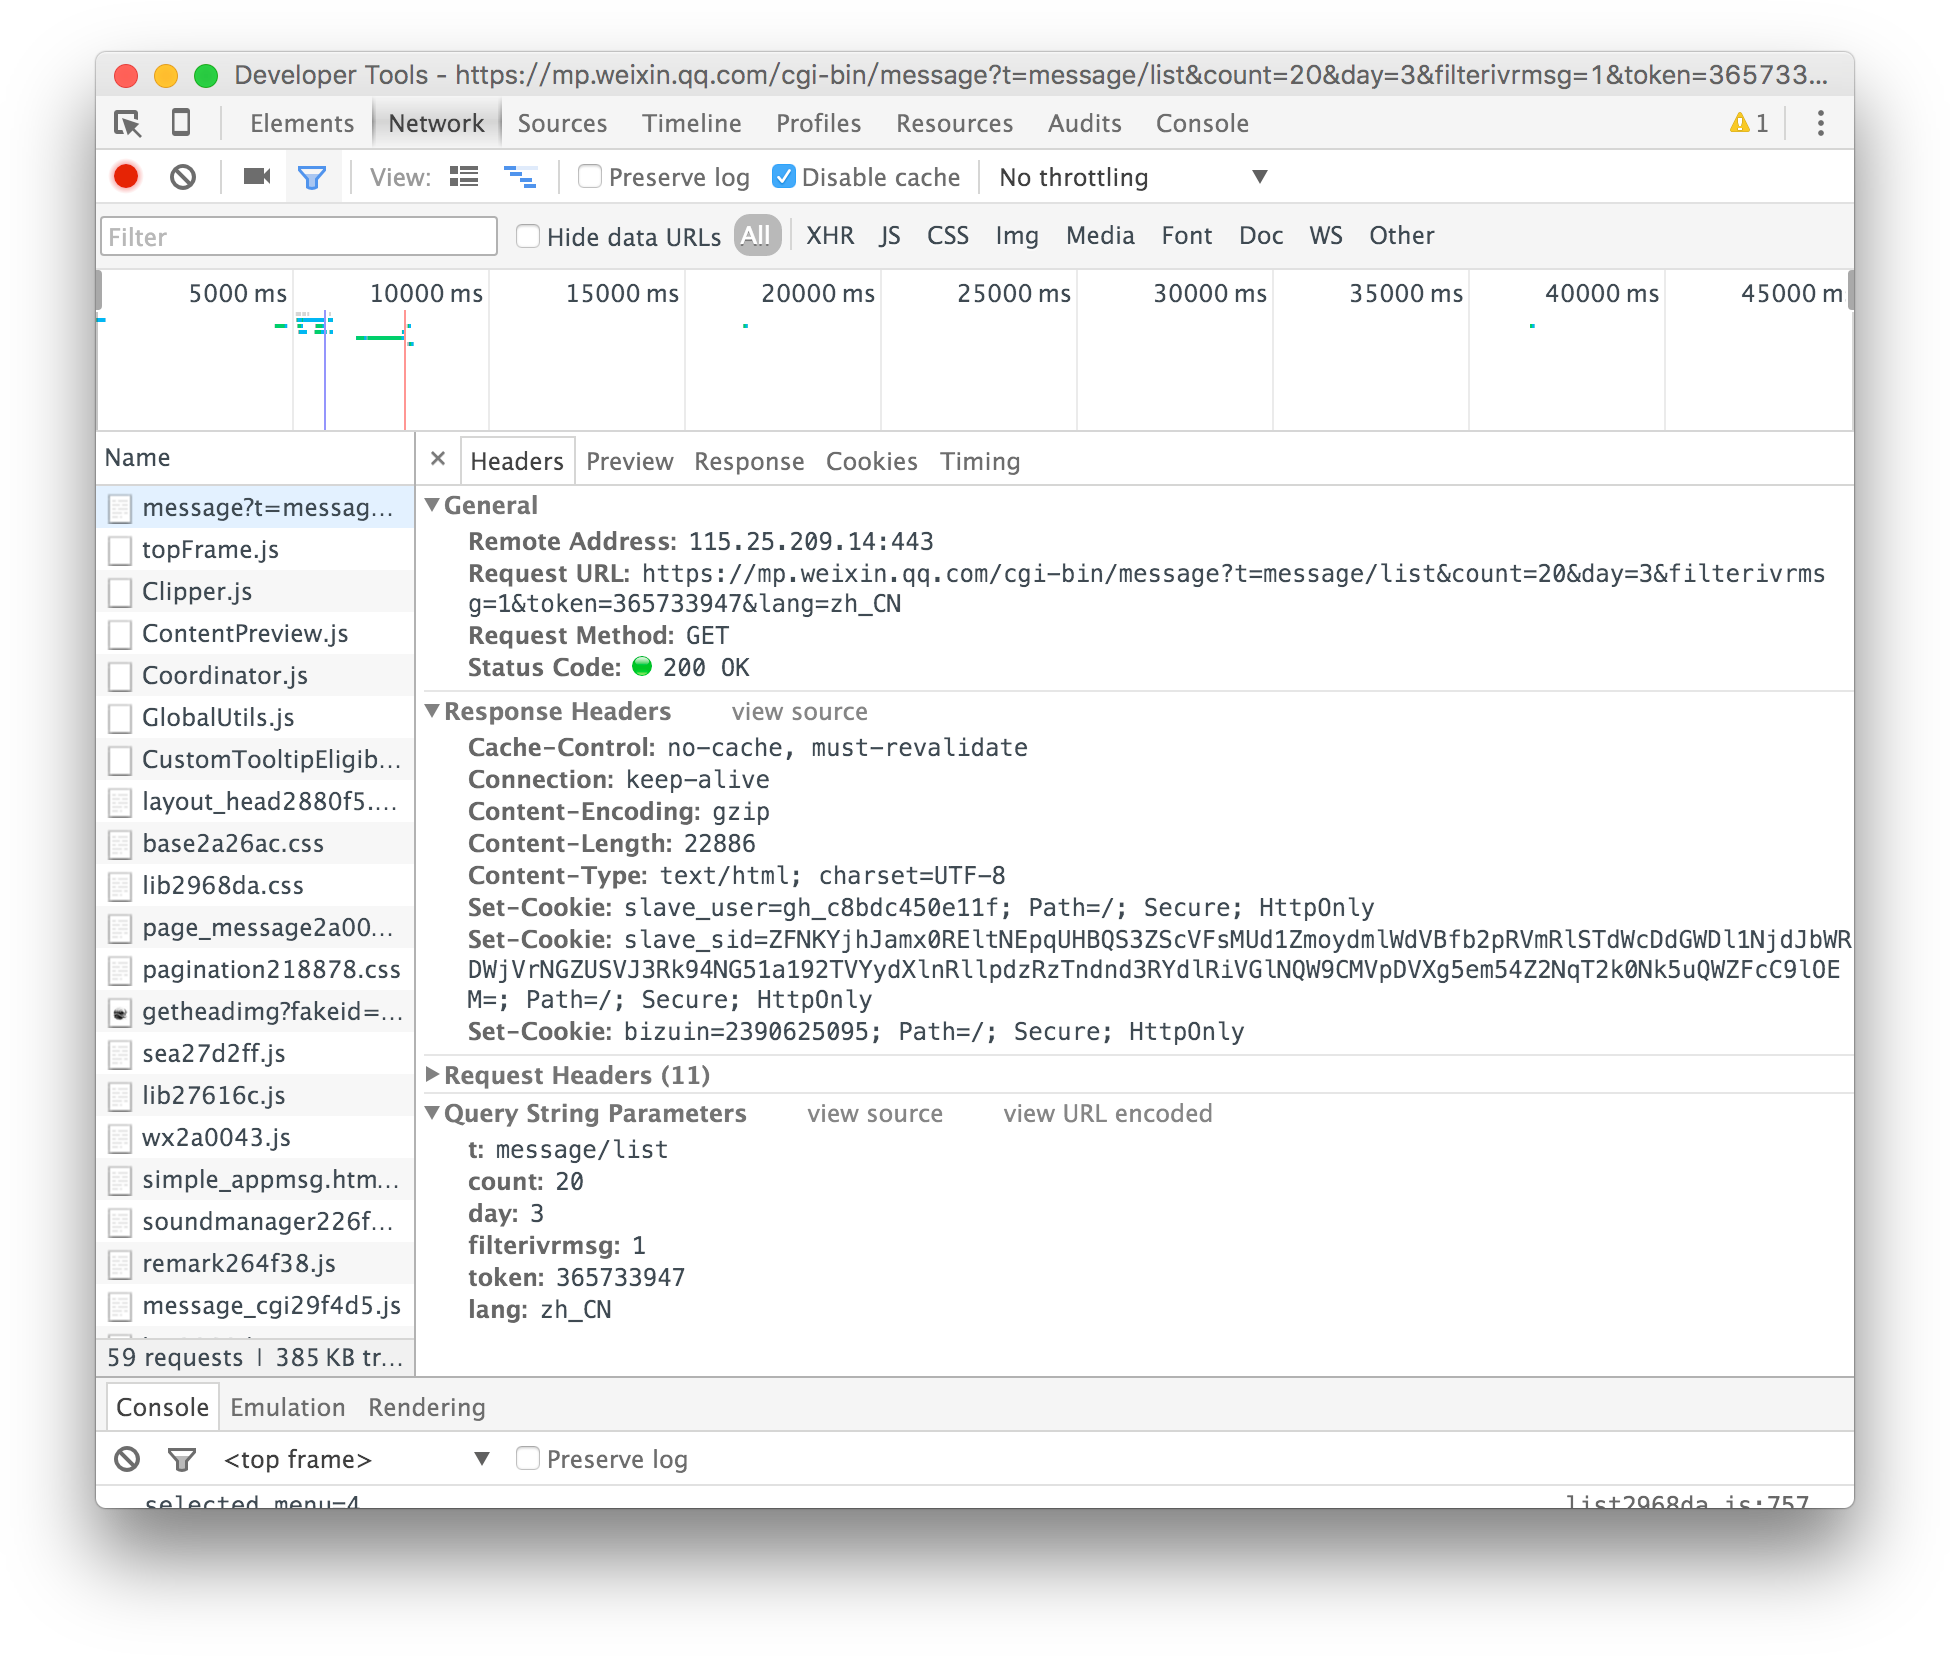 Developer Tools - https://mp.weixin.qq.com/cgi-bin/message?t=message/list&count=20&day=3&filterivrmsg=1&token=365733...
Elements Network Sources Timeline Profiles Resources Audits Console 1
View: Preserve log Disable cache No throttling
Filter Hide data URLs All XHR JS CSS Img Media Font Doc WS Other
5000 ms 10000 ms 15000 ms 20000 ms 25000 ms 30000 ms 35000 ms 40000 ms 45000 m
Name
message?t=messag...
topFrame.js
Clipper.js
ContentPreview.js
Coordinator.js
GlobalUtils.js
CustomTooltipEligib...
layout_head2880f5....
base2a26ac.css
lib2968da.css
page_message2a00...
pagination218878.css
getheadimg?fakeid=...
sea27d2ff.js
lib27616c.js
wx2a0043.js
simple_appmsg.htm...
soundmanager226f...
remark264f38.js
message_cgi29f4d5.js
59 requests | 385 KB tr...
× Headers Preview Response Cookies Timing
General
Remote Address: 115.25.209.14:443
Request URL: https://mp.weixin.qq.com/cgi-bin/message?t=message/list&count=20&day=3&filterivrms
g=1&token=365733947&lang=zh_CN
Request Method: GET
Status Code: 200 OK
Response Headers view source
Cache-Control: no-cache, must-revalidate
Connection: keep-alive
Content-Encoding: gzip
Content-Length: 22886
Content-Type: text/html; charset=UTF-8
Set-Cookie: slave_user=gh_c8bdc450e11f; Path=/; Secure; HttpOnly
Set-Cookie: slave_sid=ZFNKYjhJamx0REltNEpqUHBQS3ZScVFsMUd1ZmoydmlWdVBfb2pRVmRlSTdWcDdGWDl1NjdJbWR
DWjVrNGZUSVJ3Rk94NG51a192TVYydXlnRllpdzRzTndnd3RYdlRiVGlNQW9CMVpDVXg5em54Z2NqT2k0Nk5uQWZFcC9lOE
M=; Path=/; Secure; HttpOnly
Set-Cookie: bizuin=2390625095; Path=/; Secure; HttpOnly
Request Headers (11)
Query String Parameters view source view URL encoded
t: message/list
count: 20
day: 3
filterivrmsg: 1
token: 365733947
lang: zh_CN
Console Emulation Rendering
<top frame> Preserve log
selected menu=4 list2968da.js:757